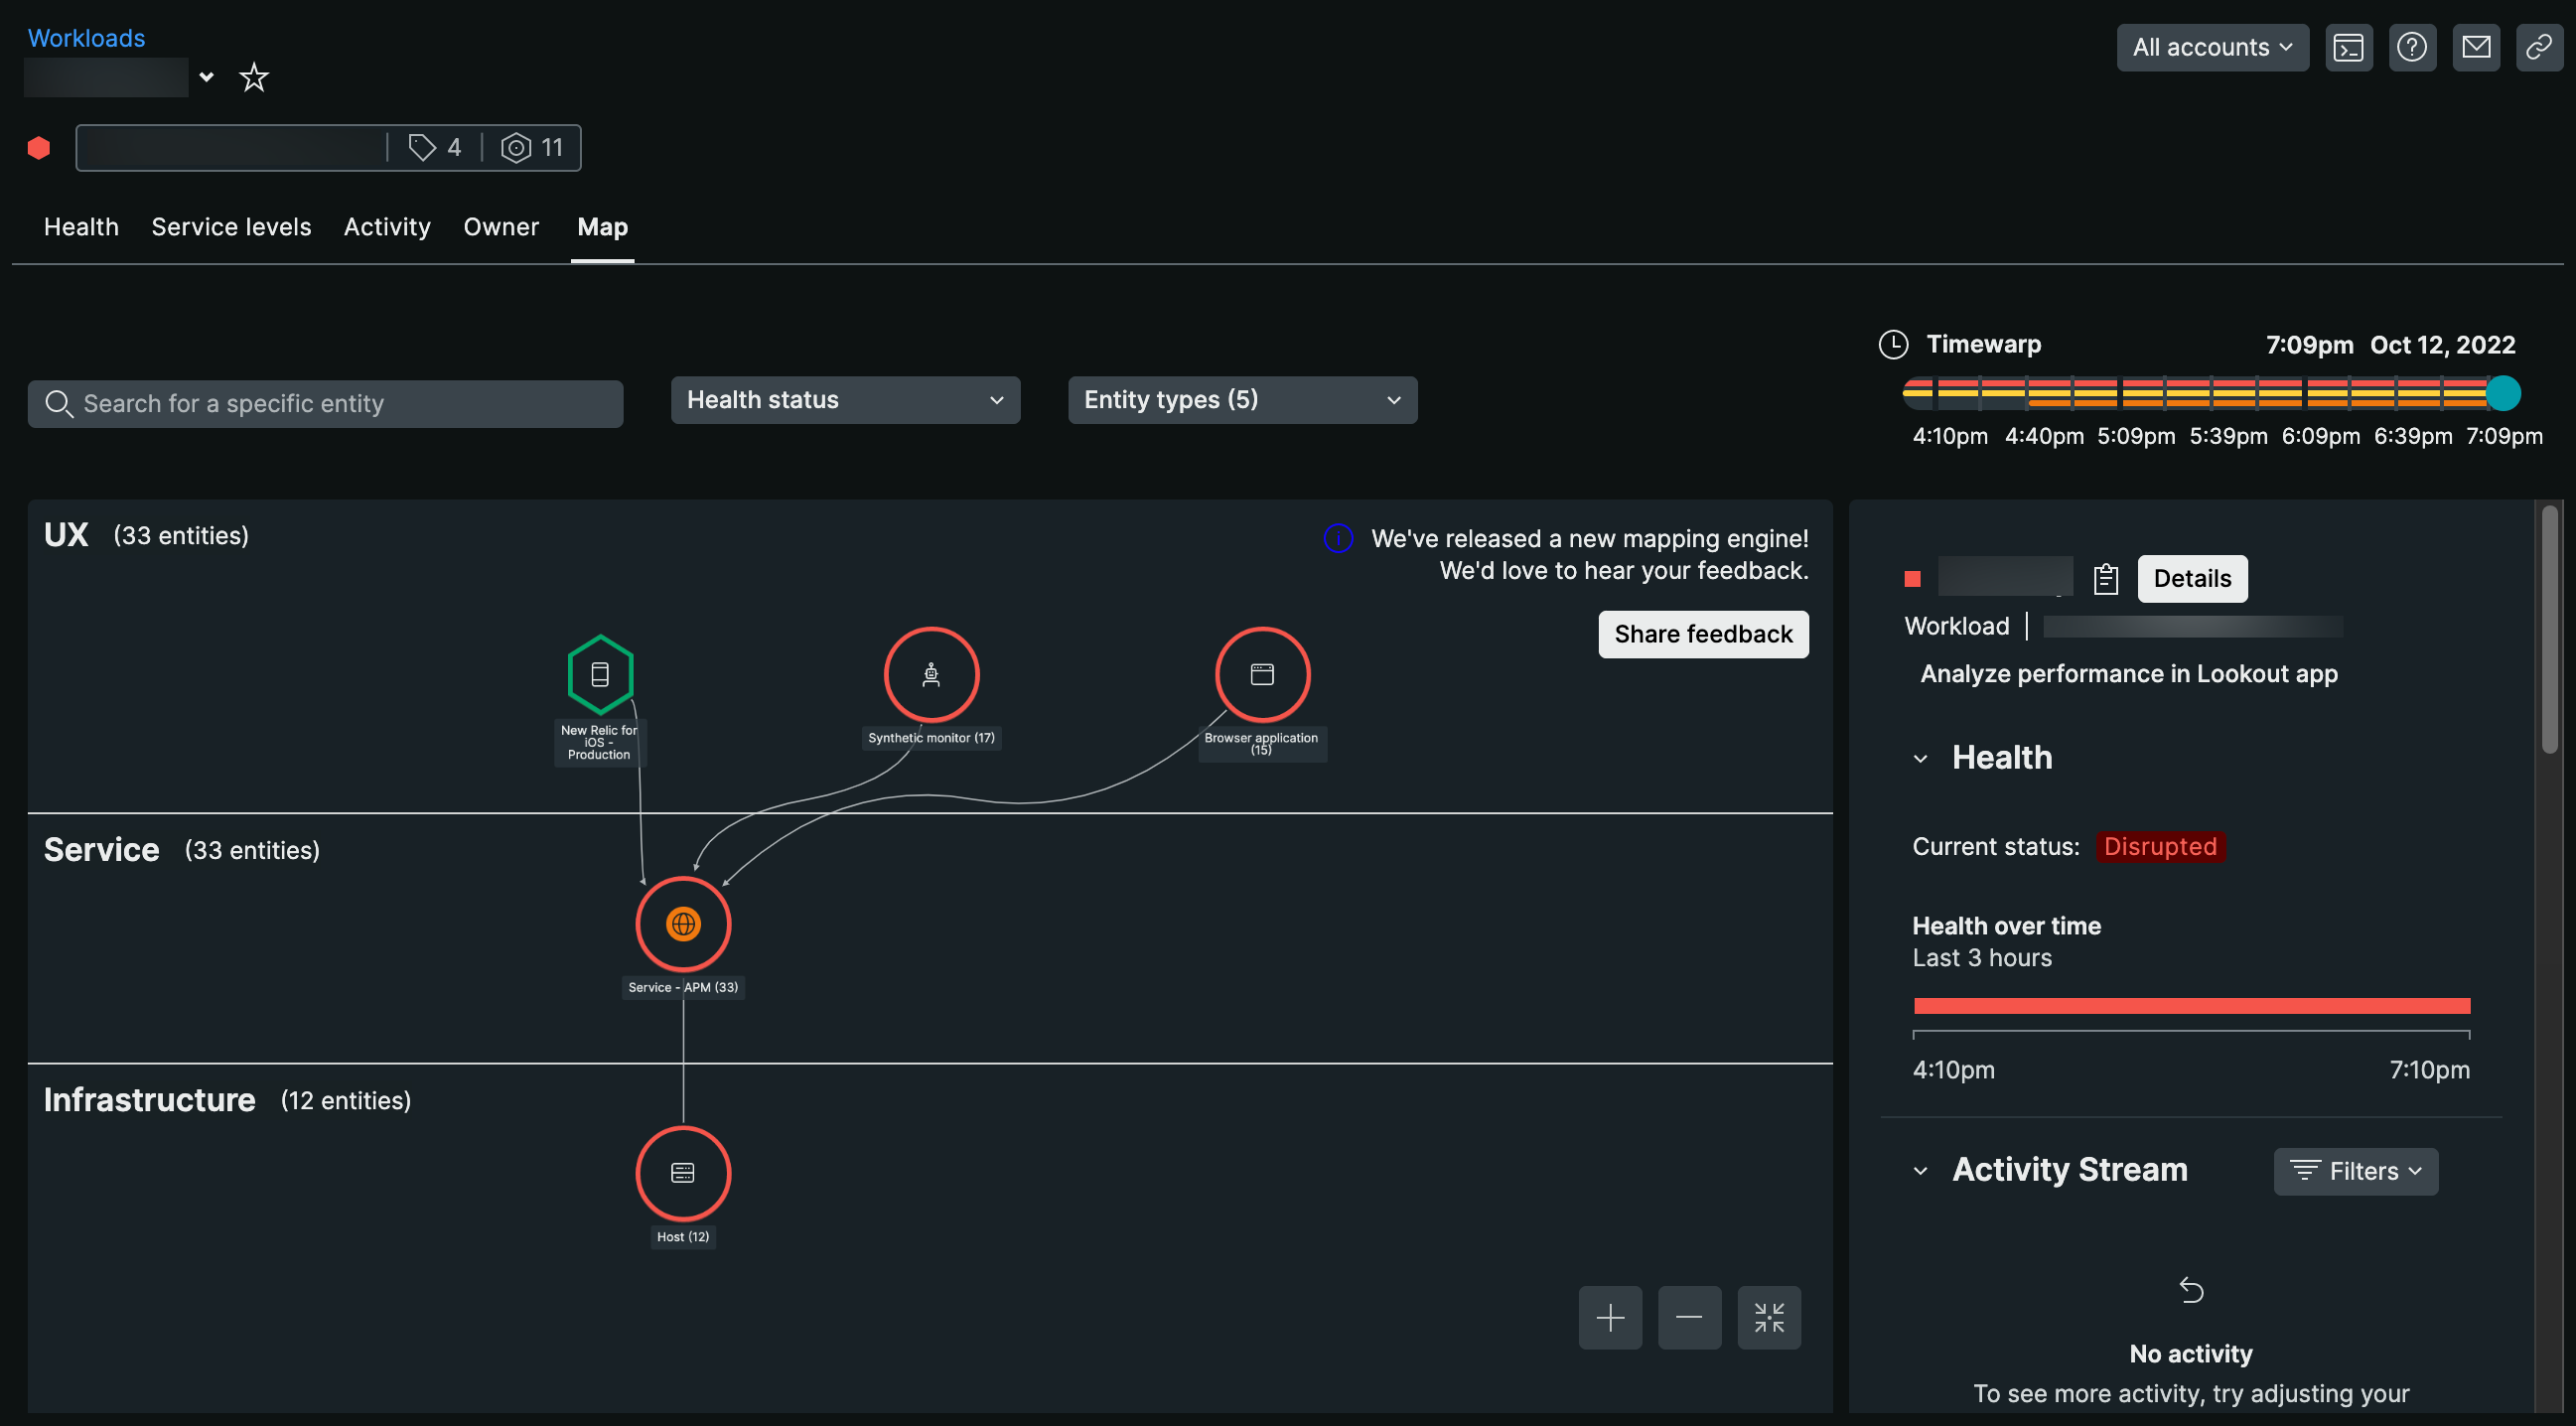 Workloads
All accounts
4
11
Health
Service levels
Activity
Owner
Map
Timewarp
7:09pm Oct 12, 2022
Search for a specific entity
Health status
Entity types (5)
4:10pm 4:40pm 5:09pm 5:39pm 6:09pm 6:39pm 7:09pm
UX (33 entities)
We've released a new mapping engine!
We'd love to hear your feedback.
Share feedback
New Relic for
iOS -
Production
Synthetic monitor (17)
Browser application
(15)
Service (33 entities)
Service - APM (33)
Infrastructure (12 entities)
Host (12)
Details
Workload
Analyze performance in Lookout app
Health
Current status: Disrupted
Health over time
Last 3 hours
4:10pm 7:10pm
Activity Stream
Filters
No activity
To see more activity, try adjusting your